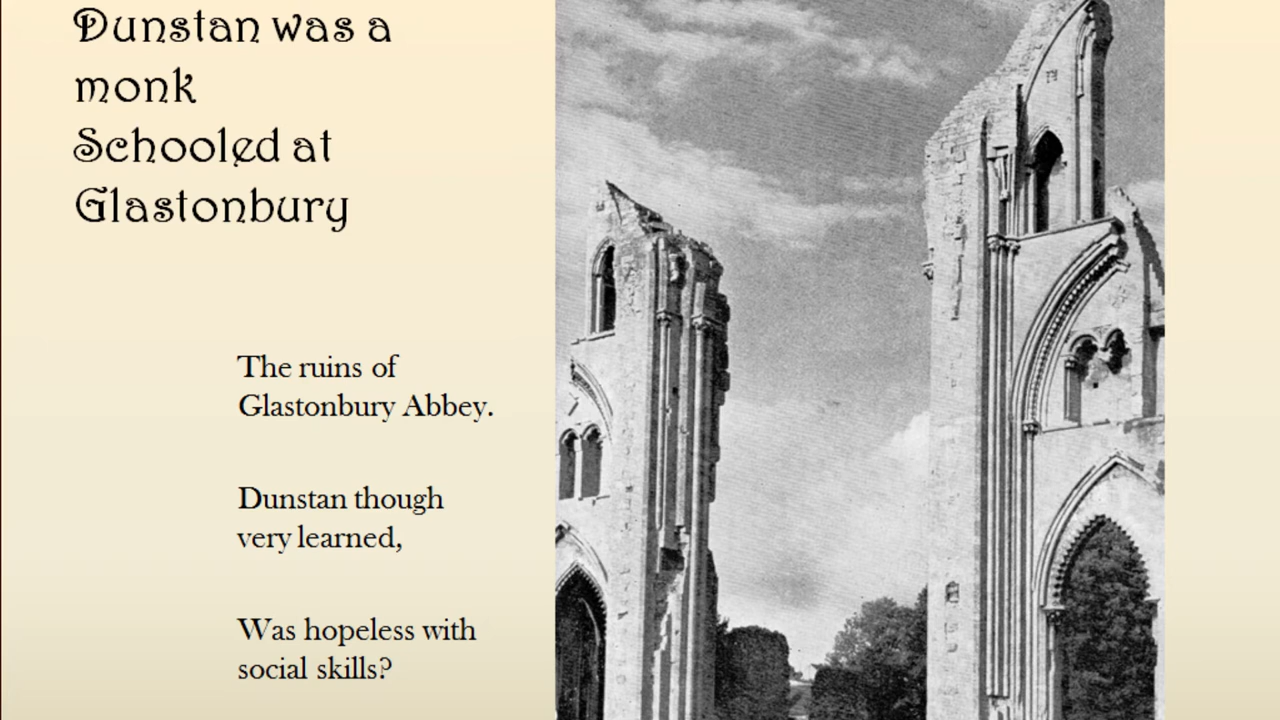 Dunstan was a
monk
Schooled at
Glastonbury
The ruins of
Glastonbury Abbey.
Dunstan though
very learned,
Was hopeless with
social skills?